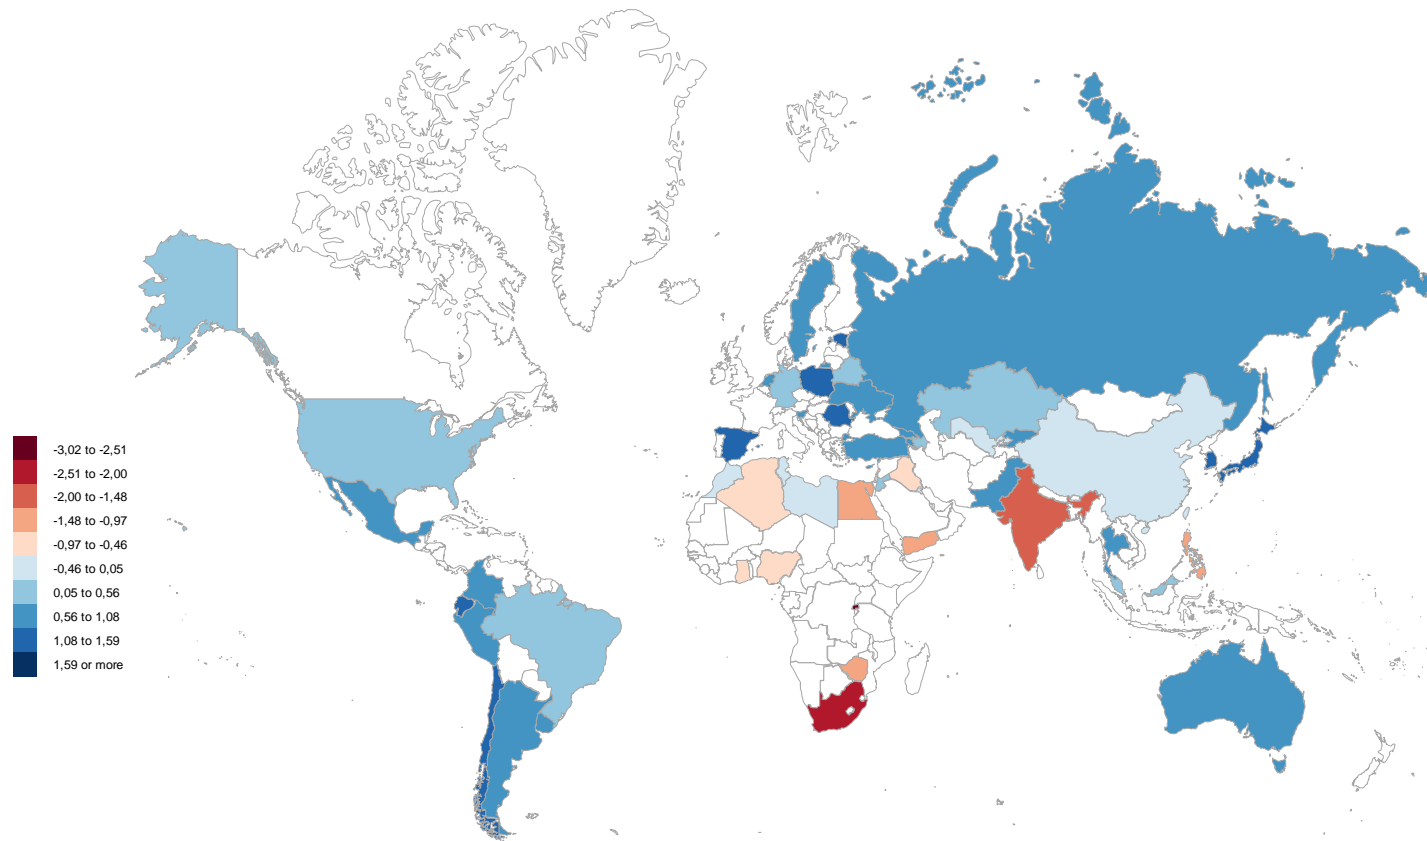 -3,02 to -2,51
-2,51 to -2,00
-2,00 to -1,48
-1,48 to -0,97
-0,97 to -0,46
-0,46 to 0,05
0,05 to 0,56
0,56 to 1,08
1,08 to 1,59
1,59 or more